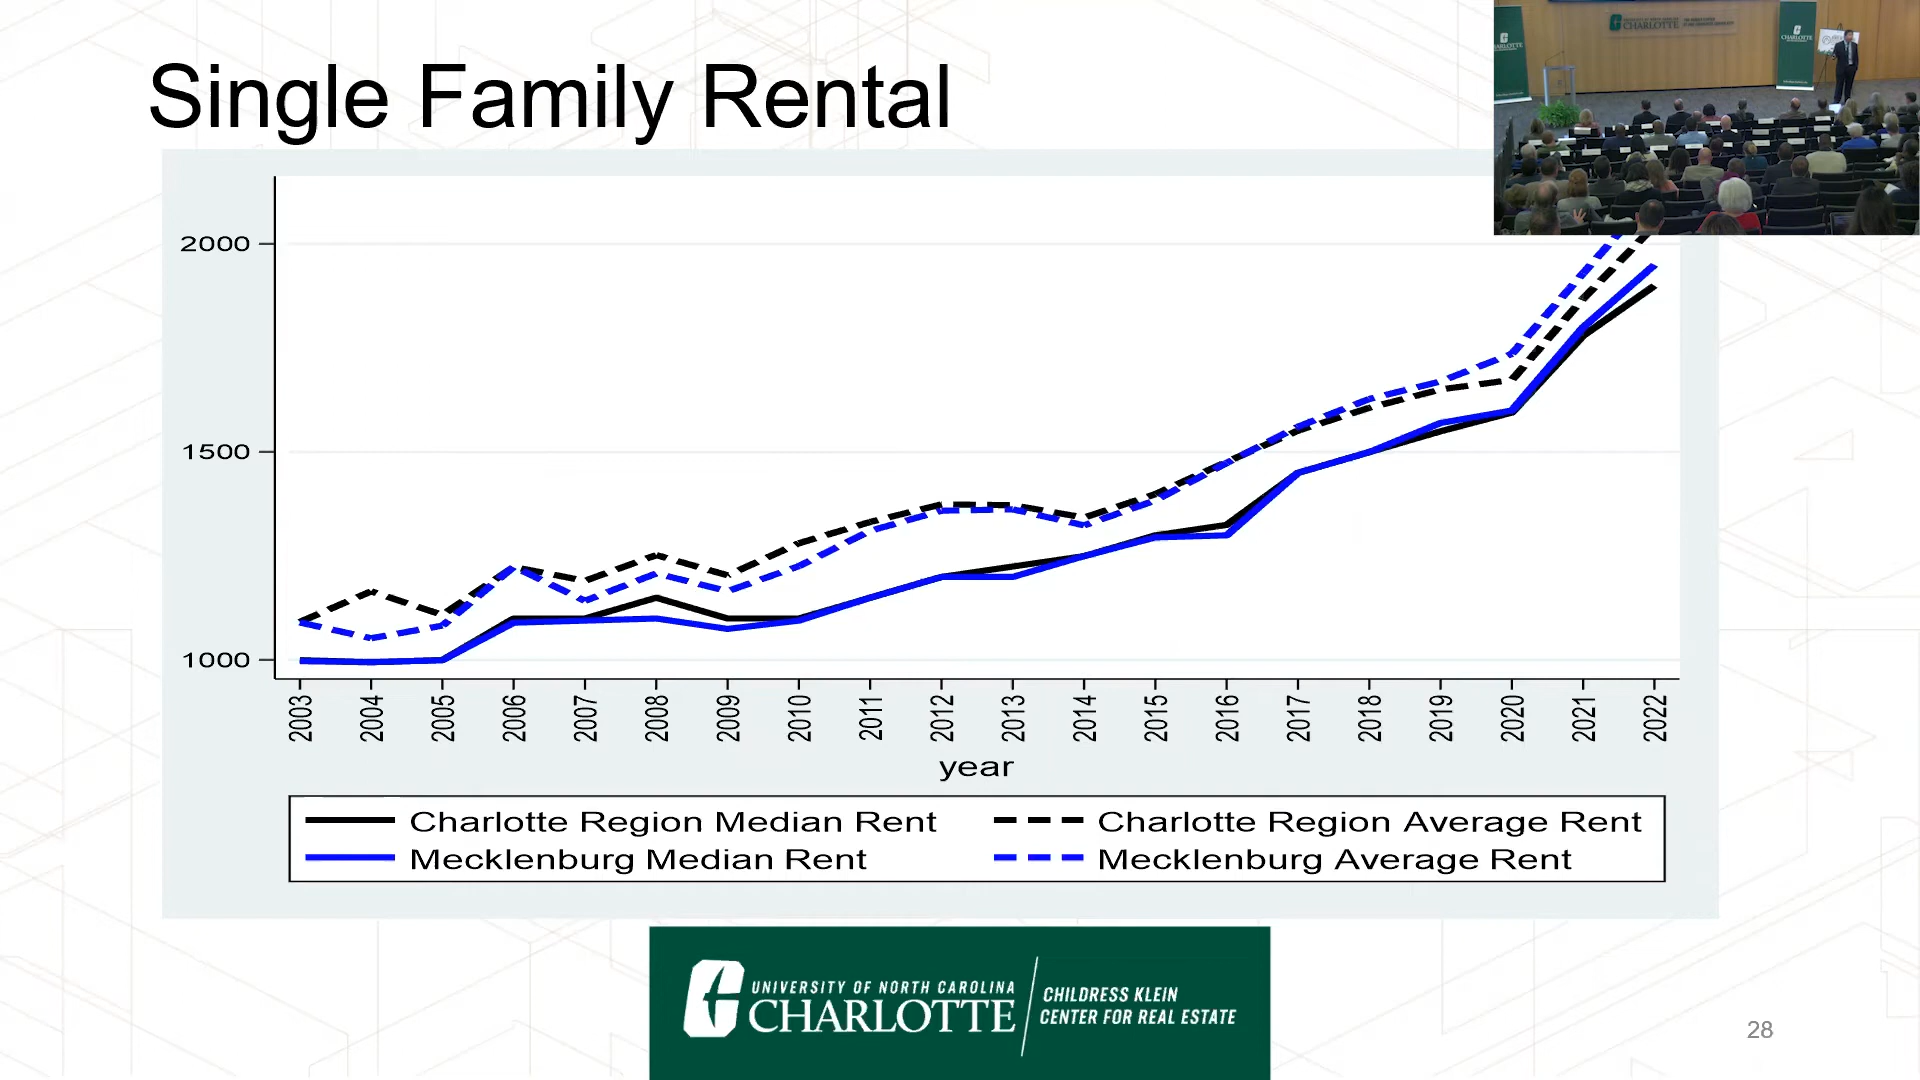 Single Family Rental
2000
1500
1000
2003 2004 2005 2006 2007 2008 2009 2010 2011 2012 2013 2014 2015 2016 2017 2018 2019 2020 2021 2022
year
Charlotte Region Median Rent
Charlotte Region Average Rent
Mecklenburg Median Rent
Mecklenburg Average Rent
UNIVERSITY OF NORTH CAROLINA
CHARLOTTE
CHILDRESS KLEIN
CENTER FOR REAL ESTATE
28
CHARLOTTE
CHARLOTTE